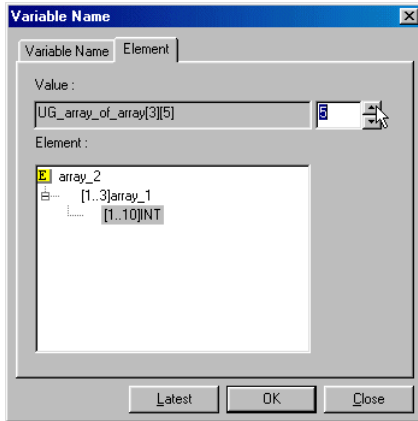 Variable Name
Variable Name Element
Value :
UG_array_of_array[3][5] 5
Element :
E array_2
[1..3]array_1
[1..10]INT
Latest OK Close